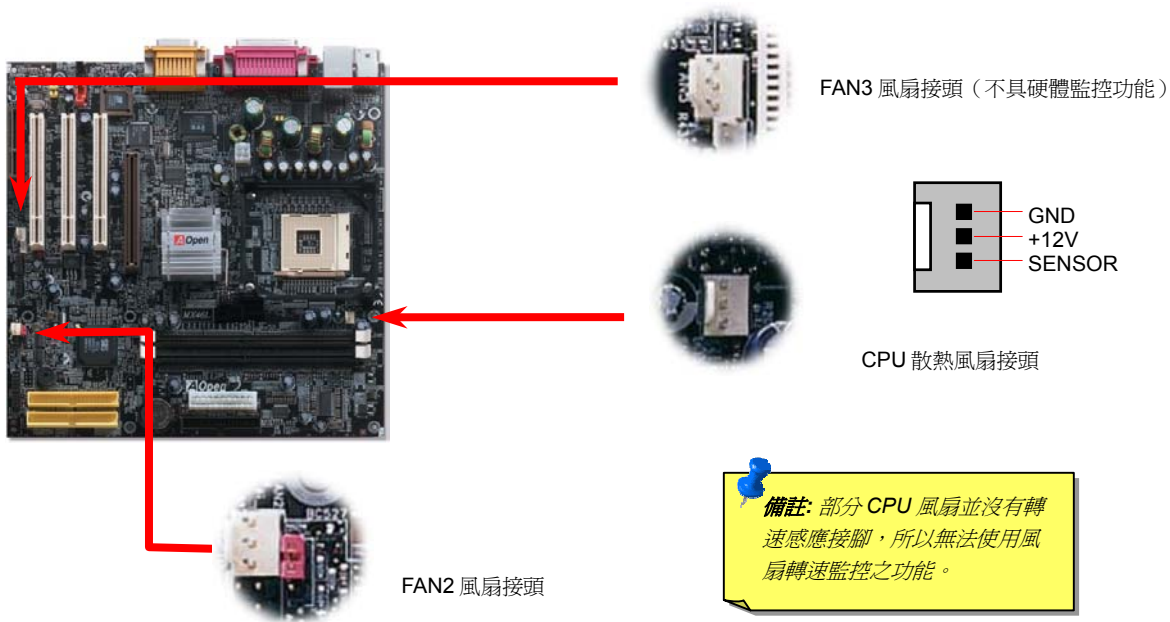 FAN3 風扇接頭（不具硬體監控功能）
GND
+12V
SENSOR
AOpen
MX46L
CPU 散熱風扇接頭
AOpen
備註: 部分 CPU 風扇並沒有轉
速感應接腳，所以無法使用風
扇轉速監控之功能。
FAN2 風扇接頭